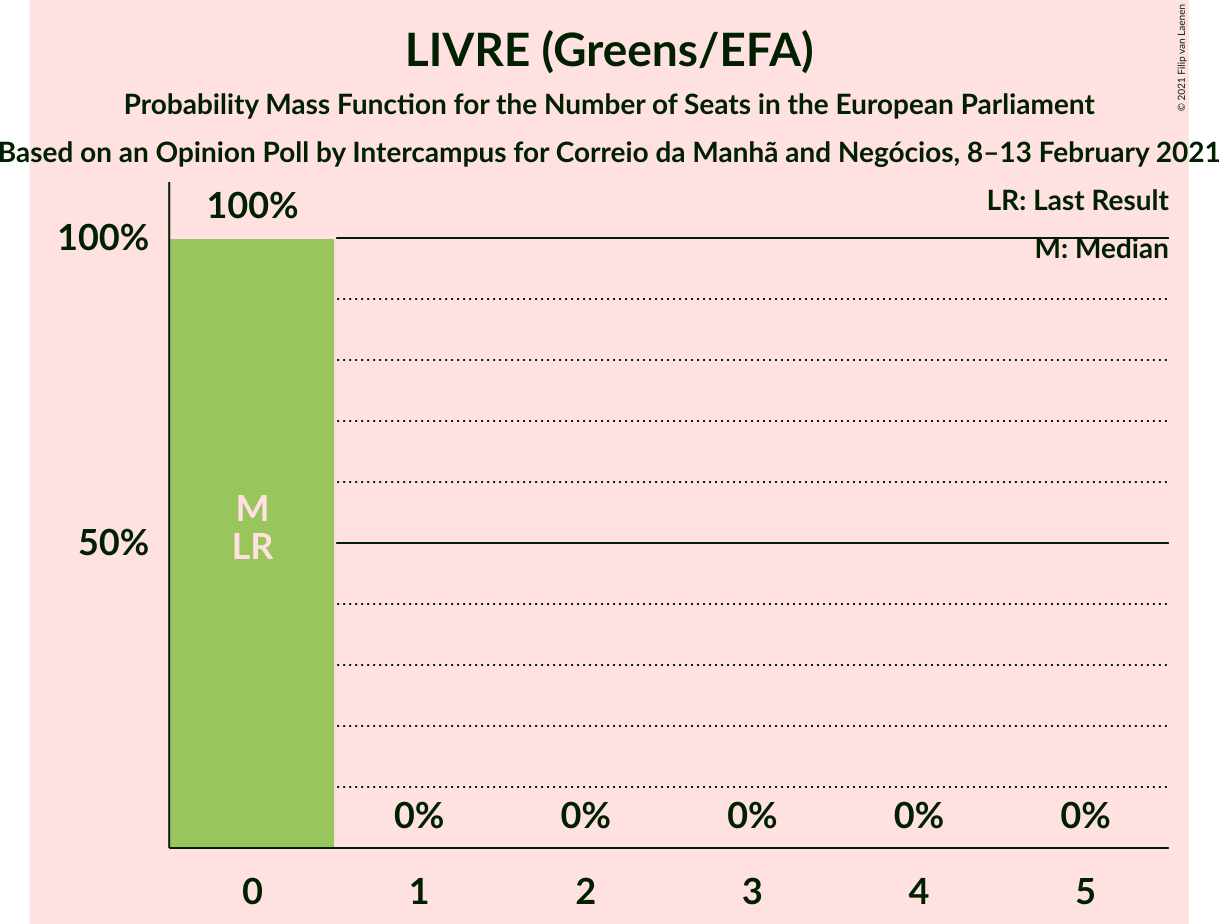 LIVRE (Greens/EFA)
Probability Mass Function for the Number of Seats in the European Parliament
Based on an Opinion Poll by Intercampus for Correio da Manhã and Negócios, 8–13 February 2021
© 2021 Filip van Laenen
LR: Last Result
M: Median
100%
100%
50%
M
LR
0%
0%
0%
0%
0%
0
1
2
3
4
5